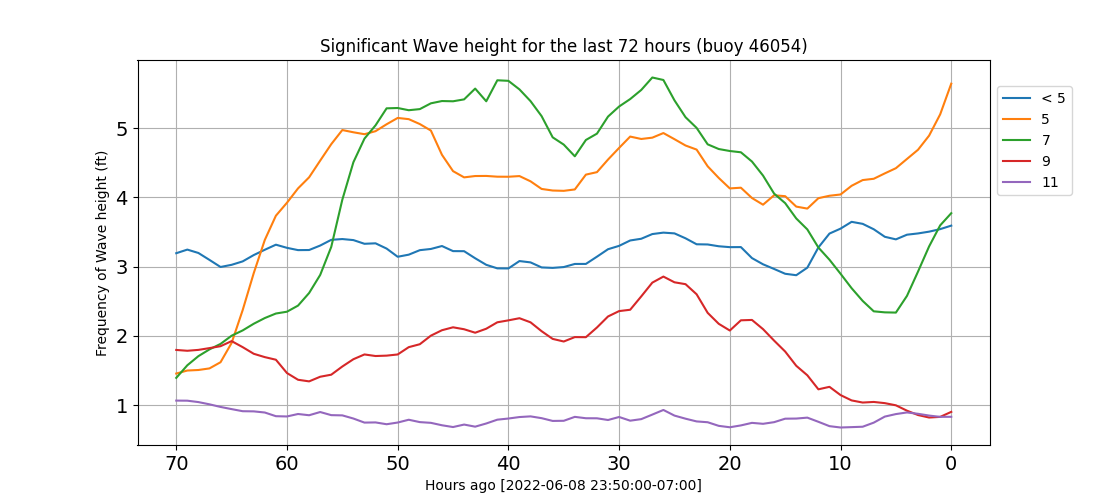 Significant Wave height for the last 72 hours (buoy 46054)
Frequency of Wave height (ft)
5
4
3
2
1
70 60 50 40 30 20 10 0
Hours ago [2022-06-08 23:50:00-07:00]
< 5
5
7
9
11